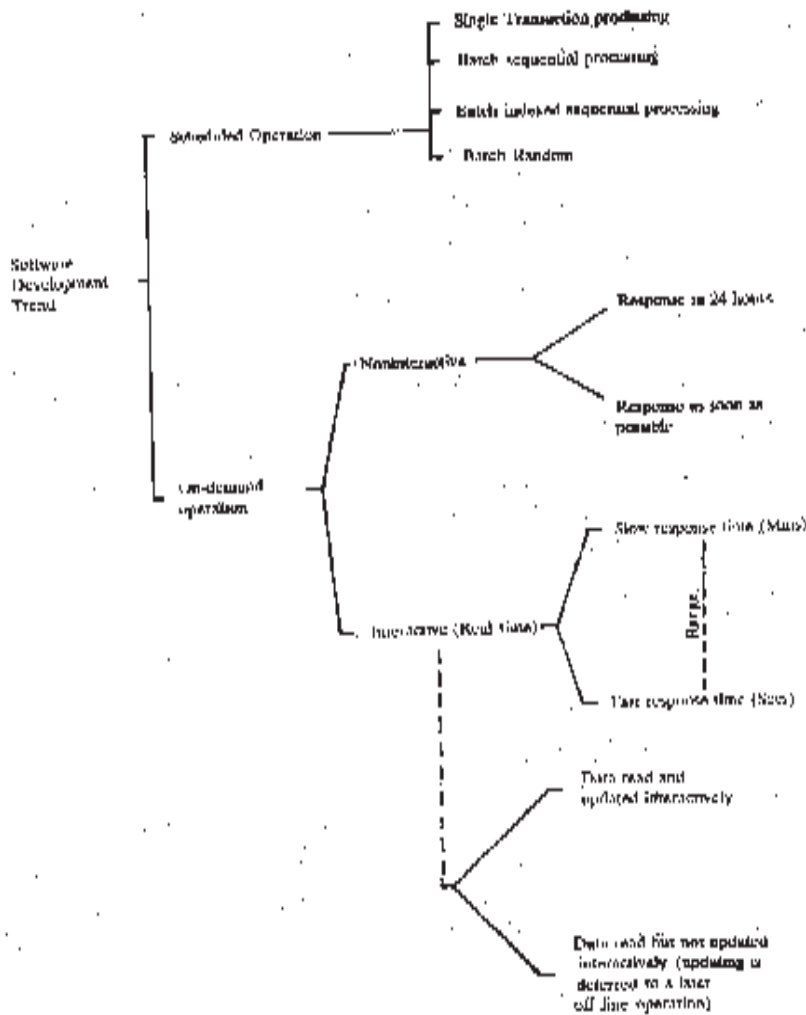 Single Transaction processing
Batch sequential processing
Batch indexed sequential processing
Scheduled Operation
Batch Random
Software
Development
Trend
Response in 24 hours
Noninteractive
Response as soon as
possible
On-demand
operation
Slow response time (Mins)
Range
Interactive (Real time)
Fast response time (Secs)
Data read and
updated interactively
Data read but not updated
interactively (updating is
deferred to a later
off line operation)